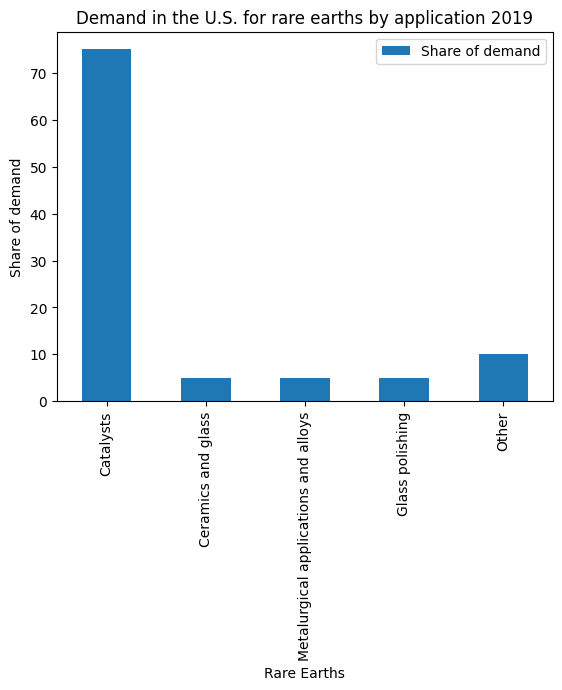 Demand in the U.S. for rare earths by application 2019
Share of demand
Share of demand
70
60
50
40
30
20
10
0
Catalysts
Ceramics and glass
Metalurgical applications and alloys
Glass polishing
Other
Rare Earths